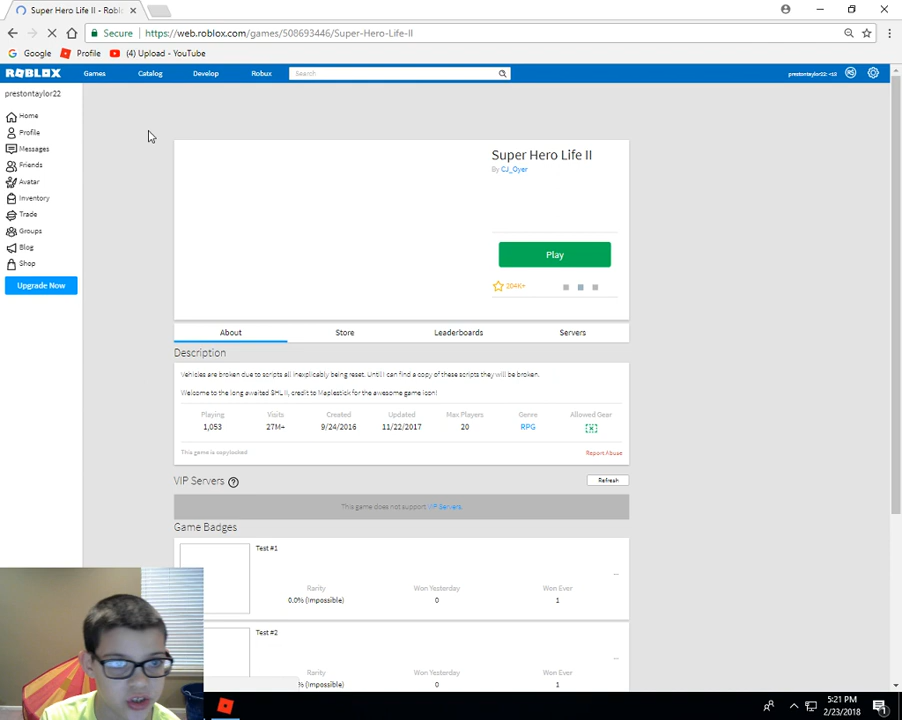 Super Hero Life II - Robl
Secure | https://web.roblox.com/games/508693446/Super-Hero-Life-II
Google Profile (4) Upload - YouTube
ROBLOX Games Catalog Develop Robux Search prestontaylor22: <13
prestontaylor22
Home
Profile
Messages
Friends
Avatar
Inventory
Trade
Groups
Blog
Shop
Upgrade Now
Super Hero Life II
By CJ_Oyer
Play
204K+
About Store Leaderboards Servers
Description
Vehicles are broken due to scripts all inexplicably being reset. Until I can find a copy of these scripts they will be broken.
Welcome to the long awaited SHL II, credit to Maplestick for the awesome game icon!
Playing Visits Created Updated Max Players Genre Allowed Gear
1,053 27M+ 9/24/2016 11/22/2017 20 RPG
This game is copylocked Report Abuse
VIP Servers Refresh
This game does not support VIP Servers.
Game Badges
Test #1
Rarity Won Yesterday Won Ever
0.0% (Impossible) 0 1
Test #2
Rarity Won Yesterday Won Ever
% (Impossible) 0 1
5:21 PM
2/23/2018